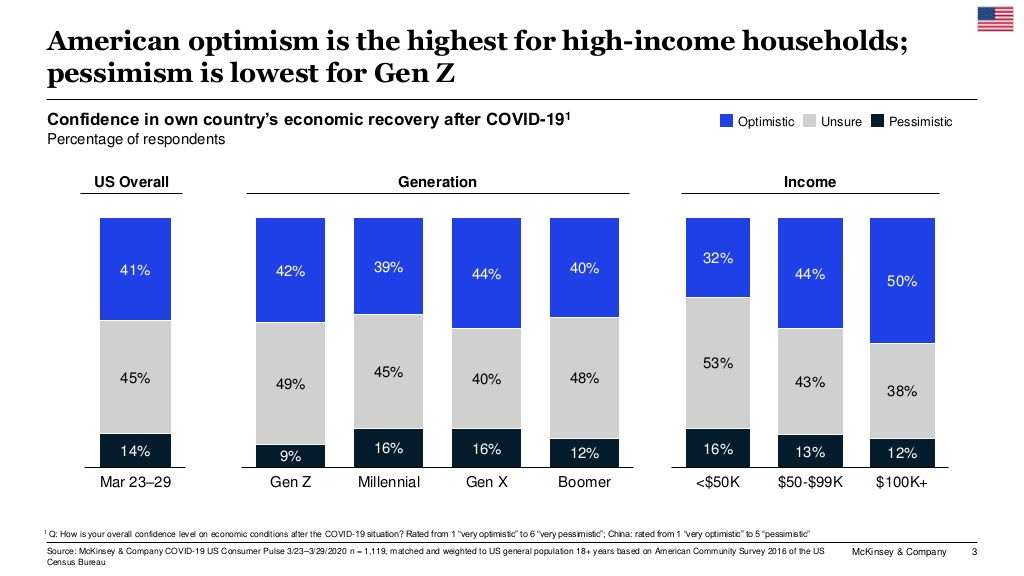 American optimism is the highest for high-income households;
pessimism is lowest for Gen Z
Confidence in own country's economic recovery after COVID-19¹
Percentage of respondents
Optimistic Unsure Pessimistic
US Overall Generation Income
41% 42% 39% 44% 40% 32% 44% 50%
45% 49% 45% 40% 48% 53% 43% 38%
14% 9% 16% 16% 12% 16% 13% 12%
Mar 23–29 Gen Z Millennial Gen X Boomer <$50K $50-$99K $100K+
¹ Q: How is your overall confidence level on economic conditions after the COVID-19 situation? Rated from 1 “very optimistic” to 6 “very pessimistic”; China: rated from 1 “very optimistic” to 5 “pessimistic”
Source: McKinsey & Company COVID-19 US Consumer Pulse 3/23–3/29/2020 n = 1,119, matched and weighted to US general population 18+ years based on American Community Survey 2016 of the US
Census Bureau
McKinsey & Company 3